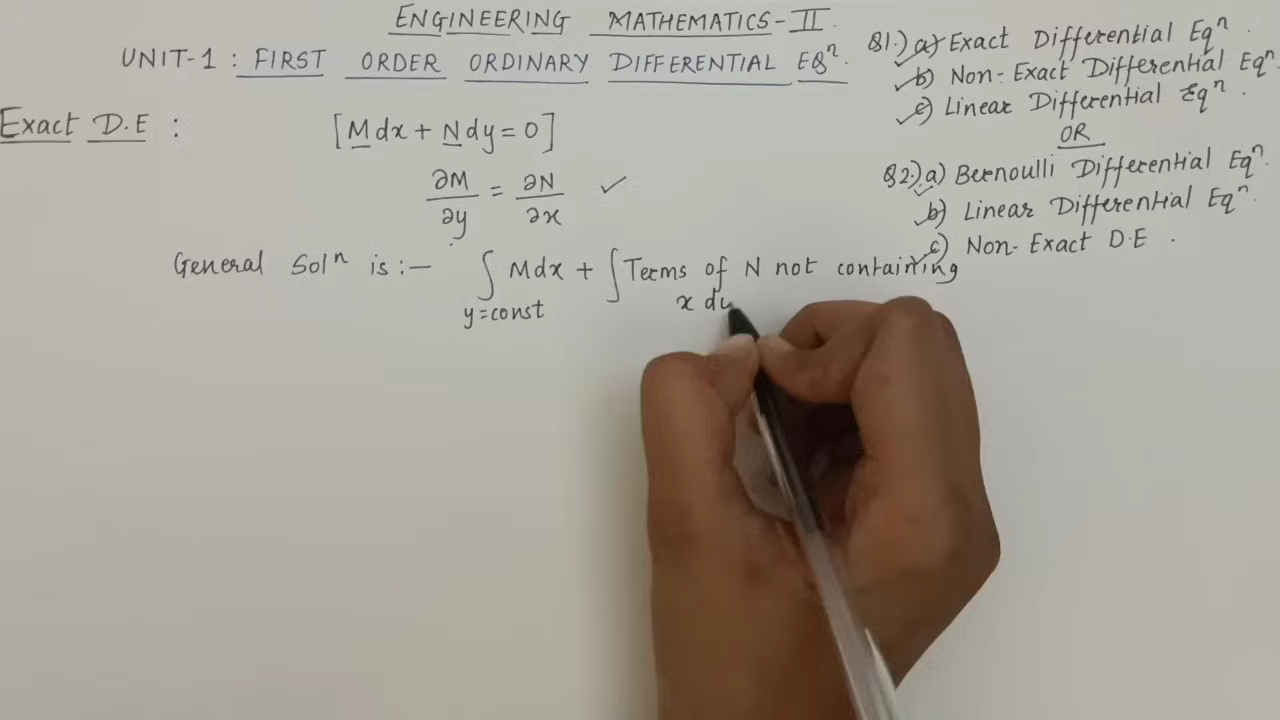 ENGINEERING MATHEMATICS-II.
UNIT-1 : FIRST ORDER ORDINARY DIFFERENTIAL EQⁿ.
Q1.) a) Exact Differential Eqⁿ.
b) Non-Exact Differential Eqⁿ.
c) Linear Differential Eqⁿ.
OR
Q2.) a) Bernoulli Differential Eqⁿ.
b) Linear Differential Eqⁿ.
c) Non-Exact D.E.
Exact D.E : [Mdx + Ndy = 0]
∂M/∂y = ∂N/∂x ✓
General Solⁿ is :— ∫ Mdx + ∫ Terms of N not containing
y=const x dy